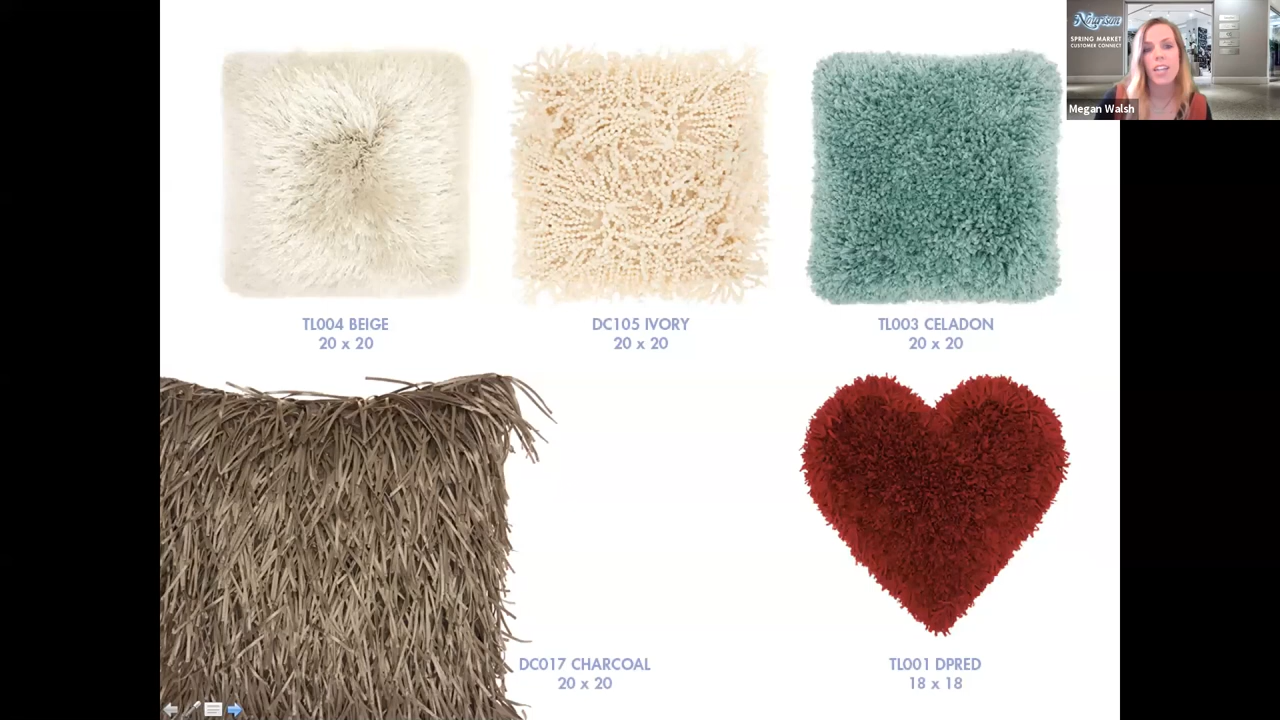 Nourison
SPRING MARKET
CUSTOMER CONNECT
Megan Walsh
TL004 BEIGE
20 x 20
DC105 IVORY
20 x 20
TL003 CELADON
20 x 20
DC017 CHARCOAL
20 x 20
TL001 DPRED
18 x 18